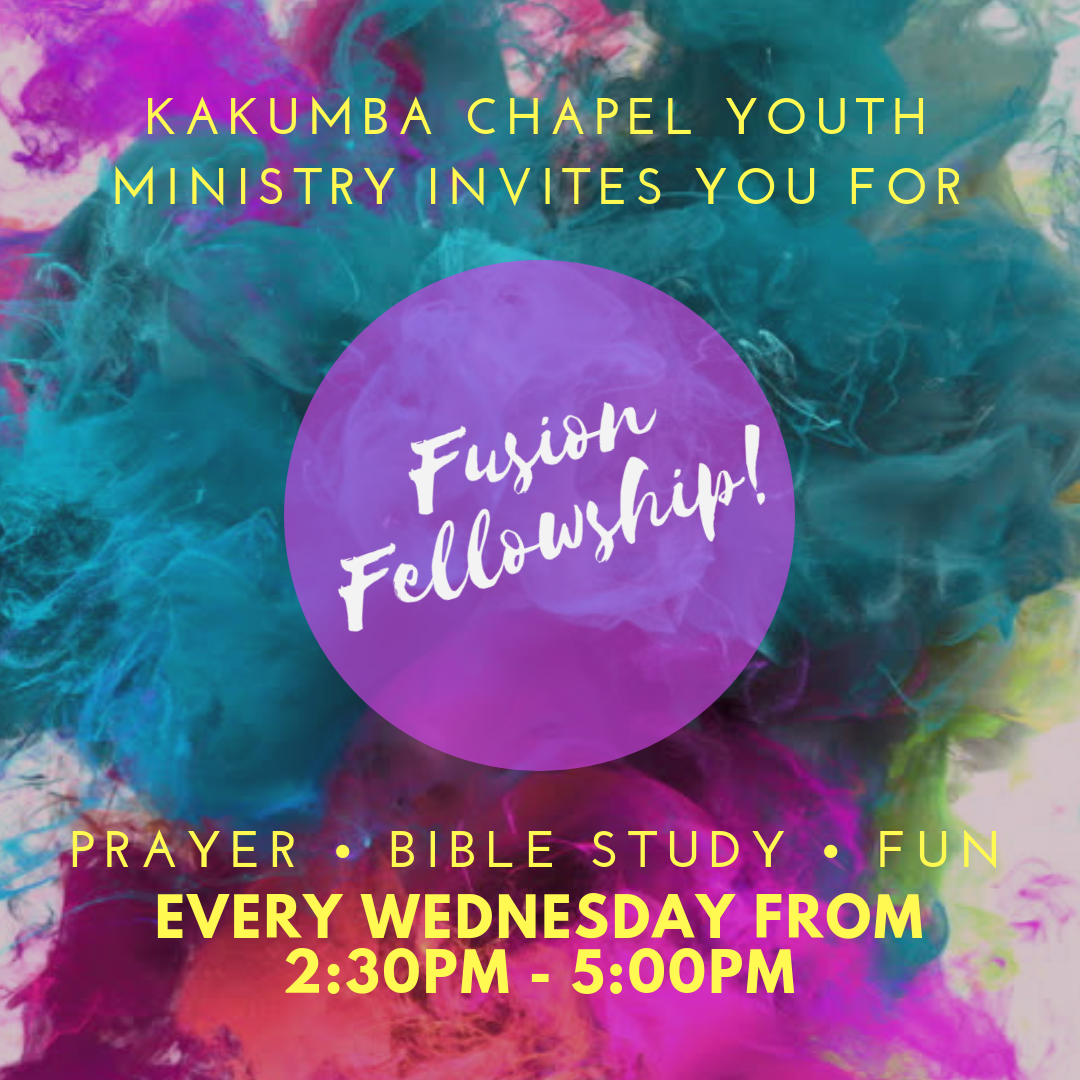 KAKUMBA CHAPEL YOUTH
MINISTRY INVITES YOU FOR
Fusion
Fellowship!
PRAYER • BIBLE STUDY • FUN
EVERY WEDNESDAY FROM
2:30PM - 5:00PM